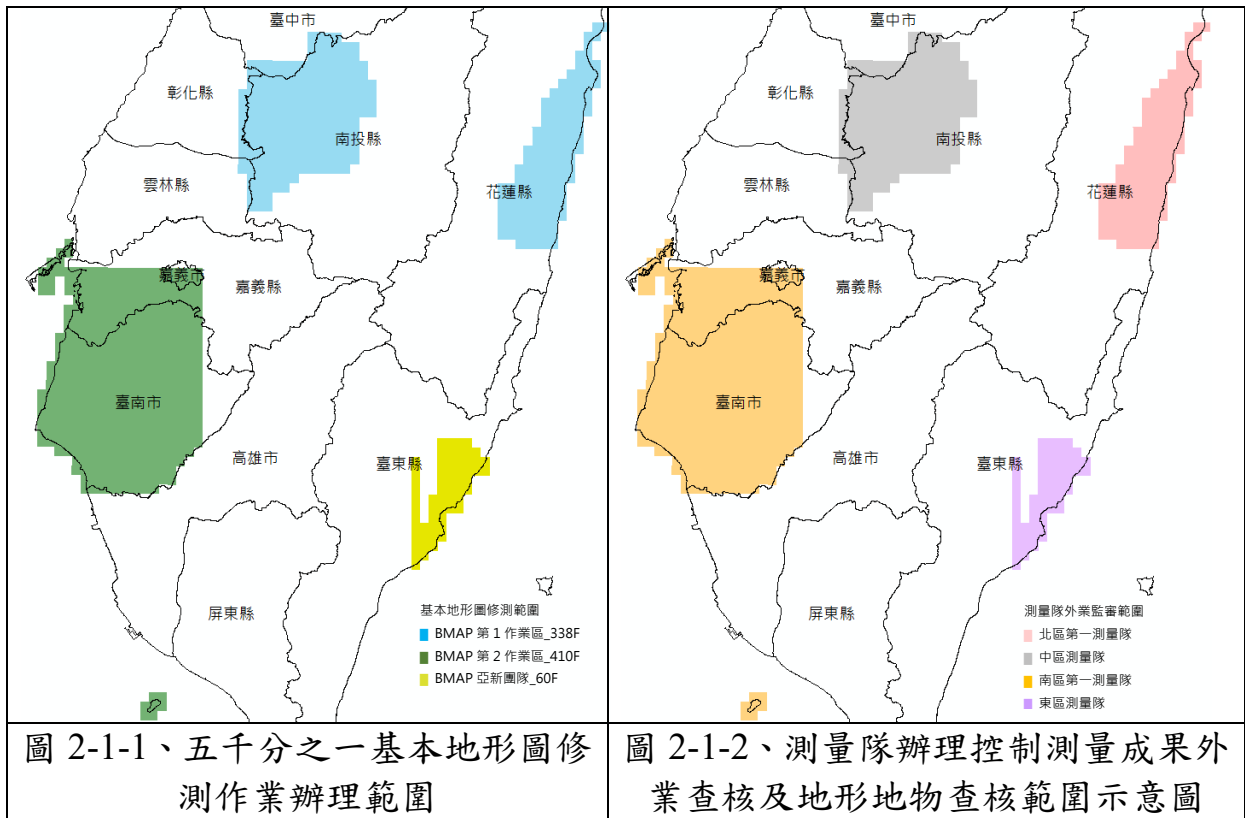 臺中市
彰化縣
南投縣
雲林縣
花蓮縣
嘉義市
嘉義縣
臺南市
高雄市
臺東縣
屏東縣
基本地形圖修測範圍
BMAP 第 1 作業區_338F
BMAP 第 2 作業區_410F
BMAP 亞新團隊_60F
圖 2-1-1、五千分之一基本地形圖修
測作業辦理範圍
臺中市
彰化縣
南投縣
雲林縣
花蓮縣
嘉義市
嘉義縣
臺南市
高雄市
臺東縣
屏東縣
測量隊外業監審範圍
北區第一測量隊
中區測量隊
南區第一測量隊
東區測量隊
圖 2-1-2、測量隊辦理控制測量成果外
業查核及地形地物查核範圍示意圖